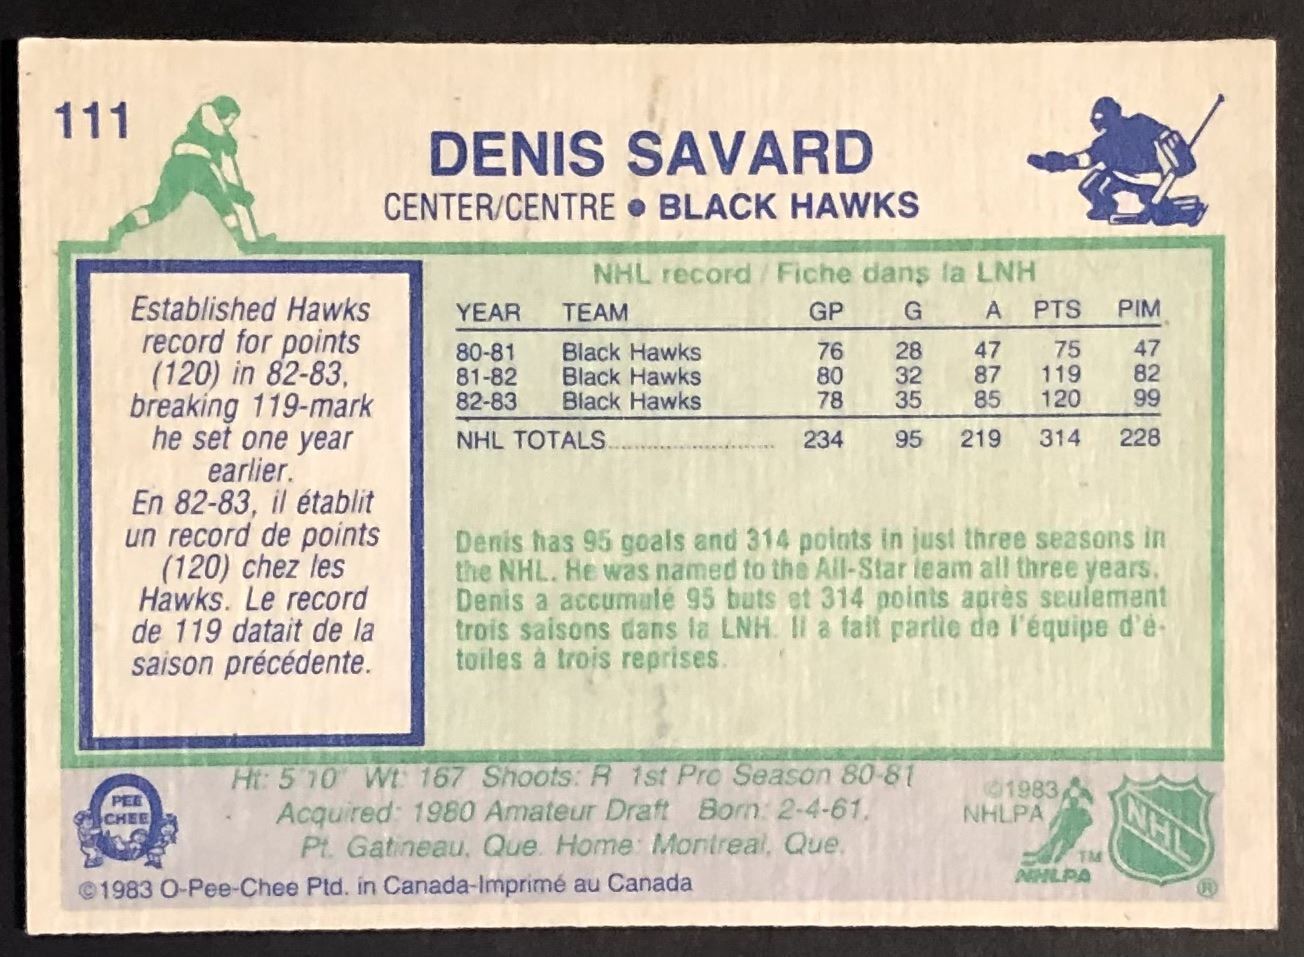 111
DENIS SAVARD
CENTER/CENTRE ● BLACK HAWKS
Established Hawks
record for points
(120) in 82-83,
breaking 119-mark
he set one year
earlier.
En 82-83, il établit
un record de points
(120) chez les
Hawks. Le record
de 119 datait de la
saison précédente.
NHL record / Fiche dans la LNH
YEAR TEAM GP G A PTS PIM
80-81 Black Hawks 76 28 47 75 47
81-82 Black Hawks 80 32 87 119 82
82-83 Black Hawks 78 35 85 120 99
NHL TOTALS........................ 234 95 219 314 228
Denis has 95 goals and 314 points in just three seasons in
the NHL. He was named to the All-Star team all three years.
Denis a accumulé 95 buts et 314 points après seulement
trois saisons dans la LNH. Il a fait partie de l'équipe d'é-
toiles à trois reprises.
Ht: 5'10" Wt: 167 Shoots: R 1st Pro Season 80-81
Acquired: 1980 Amateur Draft Born: 2-4-61.
Pt. Gatineau, Que. Home: Montreal, Que.
PEE
CHEE
©1983
NHLPA
TM
NHLPA
NHL
®
©1983 O-Pee-Chee Ptd. in Canada-Imprimé au Canada